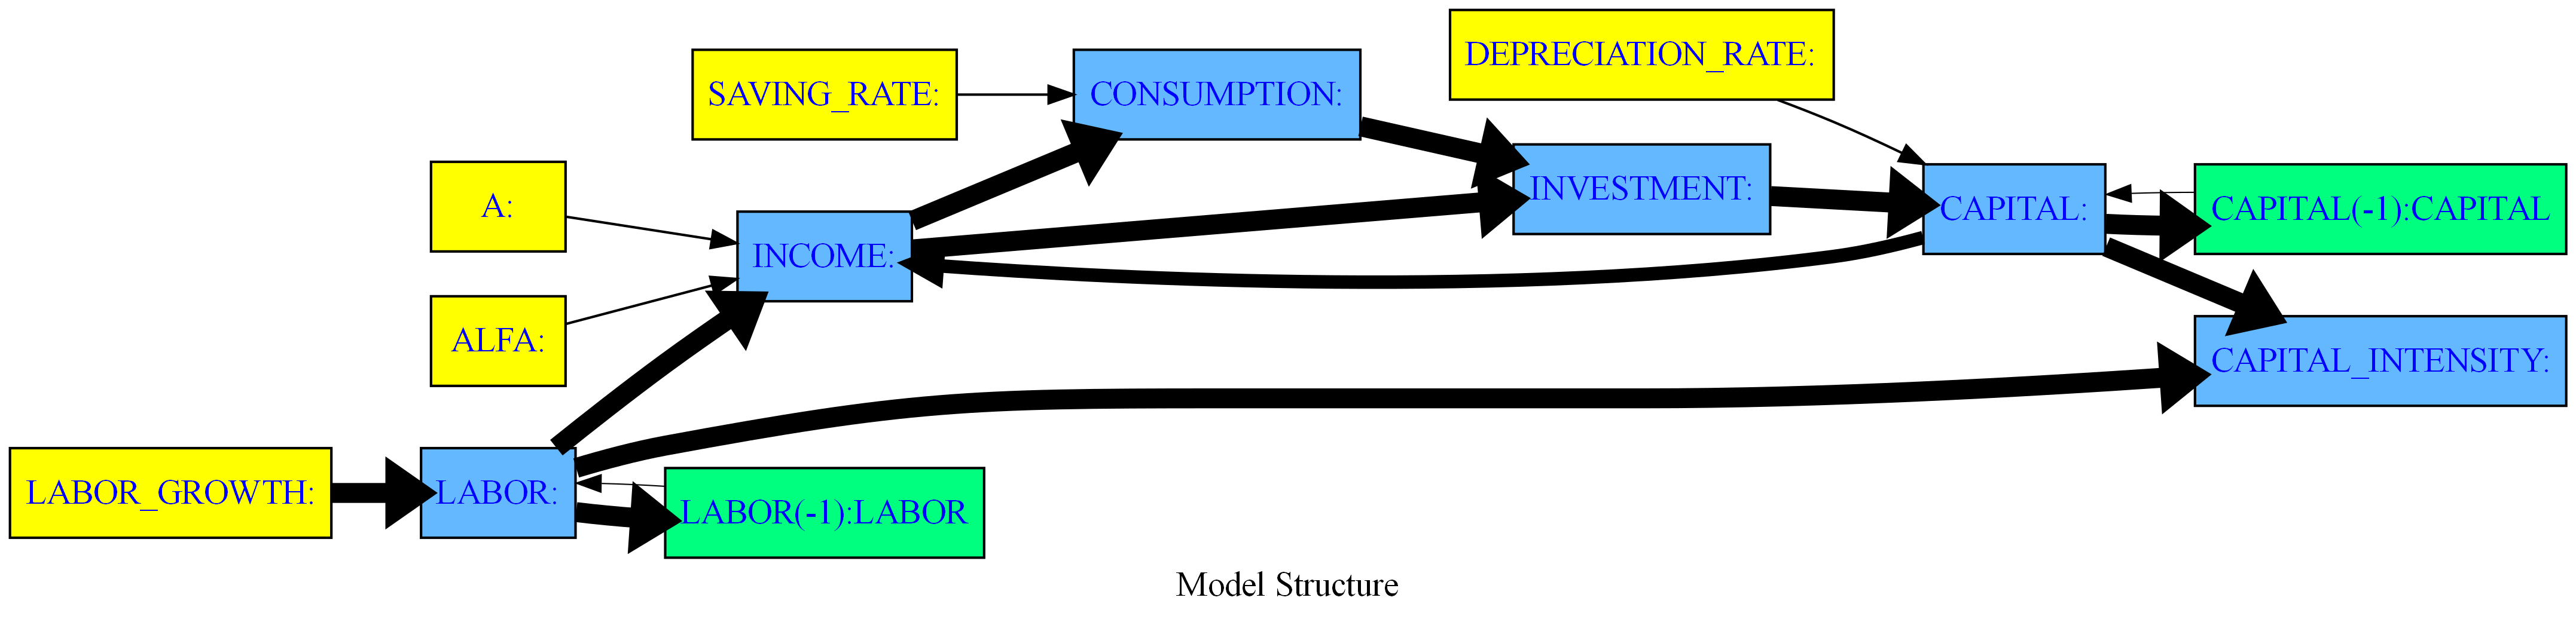 DEPRECIATION_RATE:
SAVING_RATE:
CONSUMPTION:
INVESTMENT:
A:
CAPITAL:
CAPITAL(-1):CAPITAL
INCOME:
ALFA:
CAPITAL_INTENSITY:
LABOR_GROWTH:
LABOR:
LABOR(-1):LABOR
Model Structure